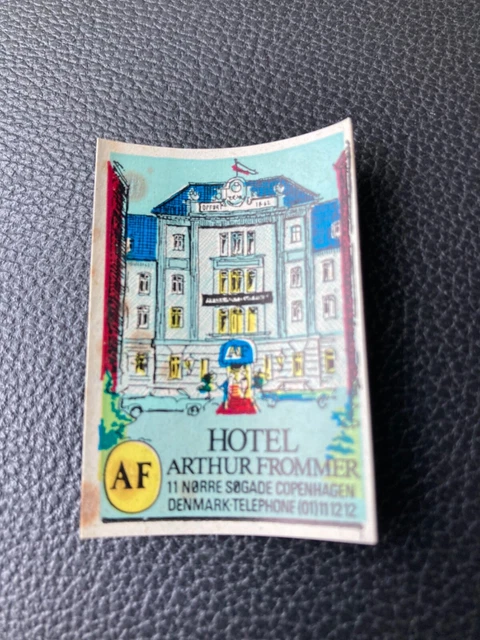 HOTEL
ARTHUR FROMMER
AF
11 NØRRE SØGADE COPENHAGEN
DENMARK·TELEPHONE (01) 11 12 12